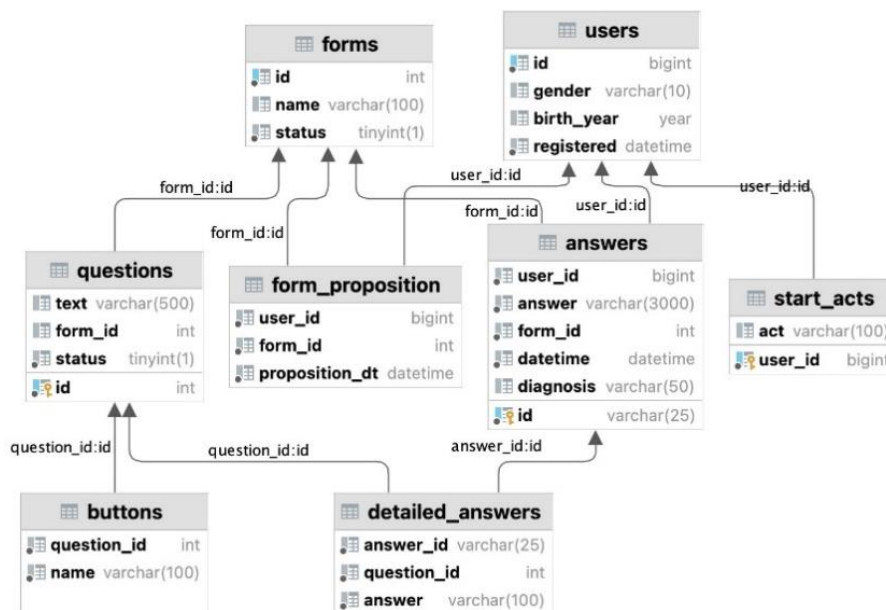 forms
id int
name varchar(100)
status tinyint(1)
users
id bigint
gender varchar(10)
birth_year year
registered datetime
form_id:id
form_id:id
user_id:id
form_id:id
user_id:id
user_id:id
questions
text varchar(500)
form_id int
status tinyint(1)
id int
form_proposition
user_id bigint
form_id int
proposition_dt datetime
answers
user_id bigint
answer varchar(3000)
form_id int
datetime datetime
diagnosis varchar(50)
id varchar(25)
start_acts
act varchar(100)
user_id bigint
question_id:id
question_id:id
answer_id:id
buttons
question_id int
name varchar(100)
detailed_answers
answer_id varchar(25)
question_id int
answer varchar(100)